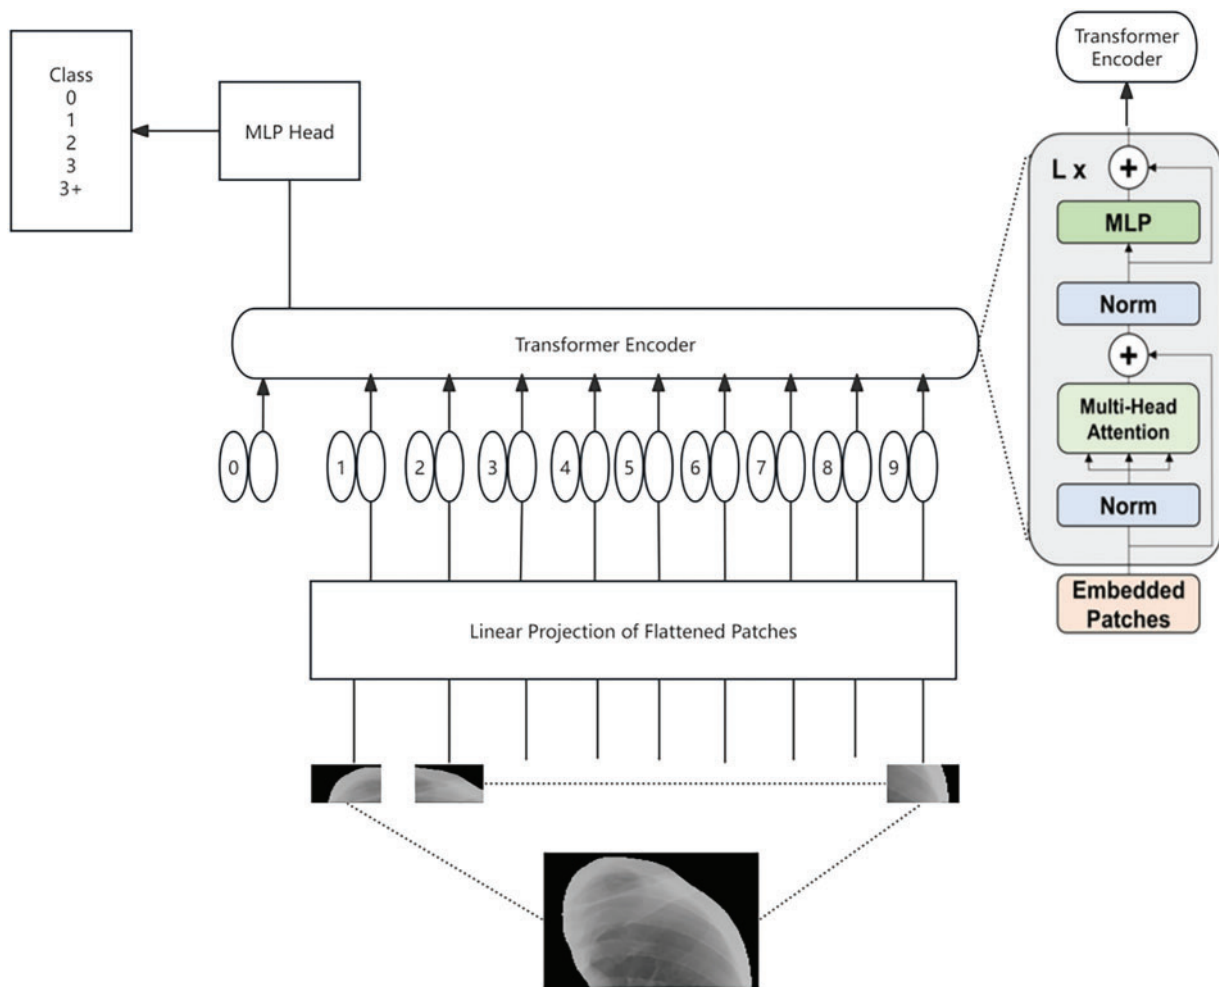 Class
0
1
2
3
3+
MLP Head
Transformer Encoder
0 1 2 3 4 5 6 7 8 9
Linear Projection of Flattened Patches
Transformer
Encoder
L x
MLP
Norm
Multi-Head
Attention
Norm
Embedded
Patches